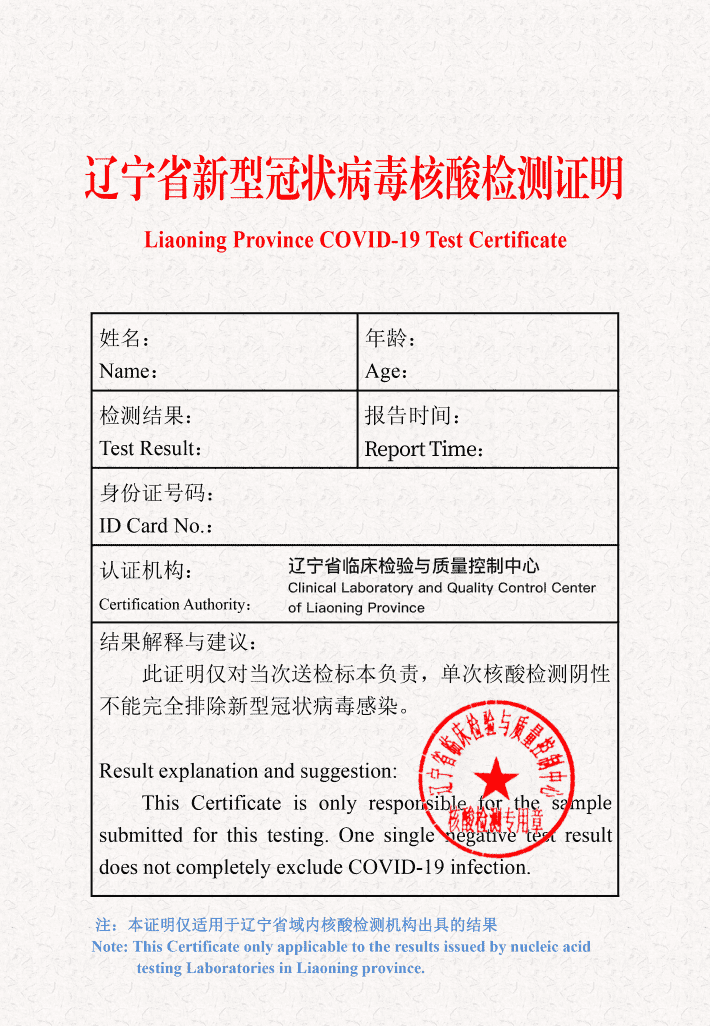 辽宁省新型冠状病毒核酸检测证明
Liaoning Province COVID-19 Test Certificate
姓名：
Name：
年龄：
Age：
检测结果：
Test Result：
报告时间：
Report Time：
身份证号码：
ID Card No.：
认证机构：
Certification Authority：
辽宁省临床检验与质量控制中心
Clinical Laboratory and Quality Control Center
of Liaoning Province
结果解释与建议：
此证明仅对当次送检标本负责，单次核酸检测阴性
不能完全排除新型冠状病毒感染。
Result explanation and suggestion:
This Certificate is only responsible for the sample
submitted for this testing. One single negative test result
does not completely exclude COVID-19 infection.
辽宁省临床检验与质量控制中心
核酸检测专用章
注：本证明仅适用于辽宁省域内核酸检测机构出具的结果
Note: This Certificate only applicable to the results issued by nucleic acid
testing Laboratories in Liaoning province.